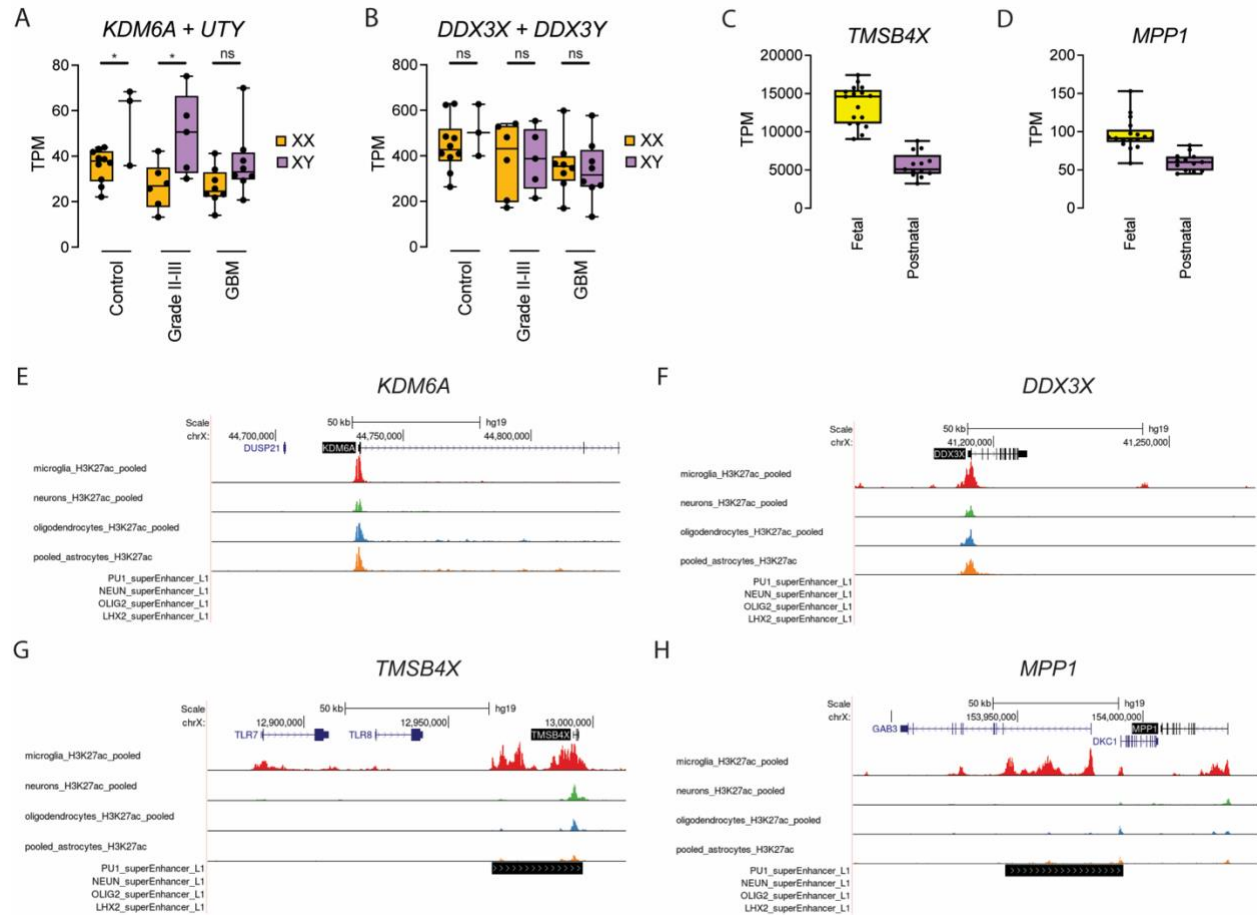 A
KDM6A + UTY
* * ns
TPM
80
60
40
20
0
Control
Grade II-III
GBM
XX
XY
B
DDX3X + DDX3Y
ns ns ns
TPM
800
600
400
200
0
Control
Grade II-III
GBM
XX
XY
C
TMSB4X
TPM
20000
15000
10000
5000
0
Fetal
Postnatal
D
MPP1
TPM
200
150
100
50
0
Fetal
Postnatal
E
KDM6A
Scale 50 kb hg19
chrX: 44,700,000 44,750,000 44,800,000
DUSP21 KDM6A
microglia_H3K27ac_pooled
neurons_H3K27ac_pooled
oligodendrocytes_H3K27ac_pooled
pooled_astrocytes_H3K27ac
PU1_superEnhancer_L1
NEUN_superEnhancer_L1
OLIG2_superEnhancer_L1
LHX2_superEnhancer_L1
F
DDX3X
Scale 50 kb hg19
chrX: 41,200,000 41,250,000
DDX3X
microglia_H3K27ac_pooled
neurons_H3K27ac_pooled
oligodendrocytes_H3K27ac_pooled
pooled_astrocytes_H3K27ac
PU1_superEnhancer_L1
NEUN_superEnhancer_L1
OLIG2_superEnhancer_L1
LHX2_superEnhancer_L1
G
TMSB4X
Scale 50 kb hg19
chrX: 12,900,000 12,950,000 13,000,000
TLR7 TLR8 TMSB4X
microglia_H3K27ac_pooled
neurons_H3K27ac_pooled
oligodendrocytes_H3K27ac_pooled
pooled_astrocytes_H3K27ac
PU1_superEnhancer_L1
NEUN_superEnhancer_L1
OLIG2_superEnhancer_L1
LHX2_superEnhancer_L1
H
MPP1
Scale 50 kb hg19
chrX: 153,950,000 154,000,000
GAB3 MPP1
DKC1
microglia_H3K27ac_pooled
neurons_H3K27ac_pooled
oligodendrocytes_H3K27ac_pooled
pooled_astrocytes_H3K27ac
PU1_superEnhancer_L1
NEUN_superEnhancer_L1
OLIG2_superEnhancer_L1
LHX2_superEnhancer_L1